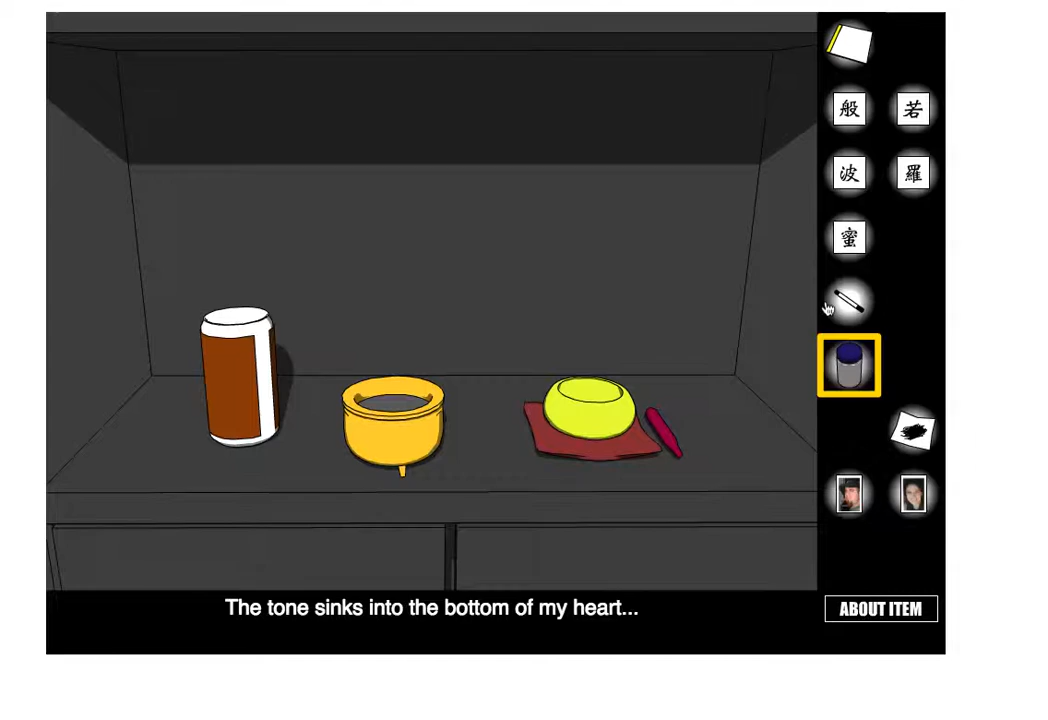 般 若
波 羅
蜜
The tone sinks into the bottom of my heart...
ABOUT ITEM